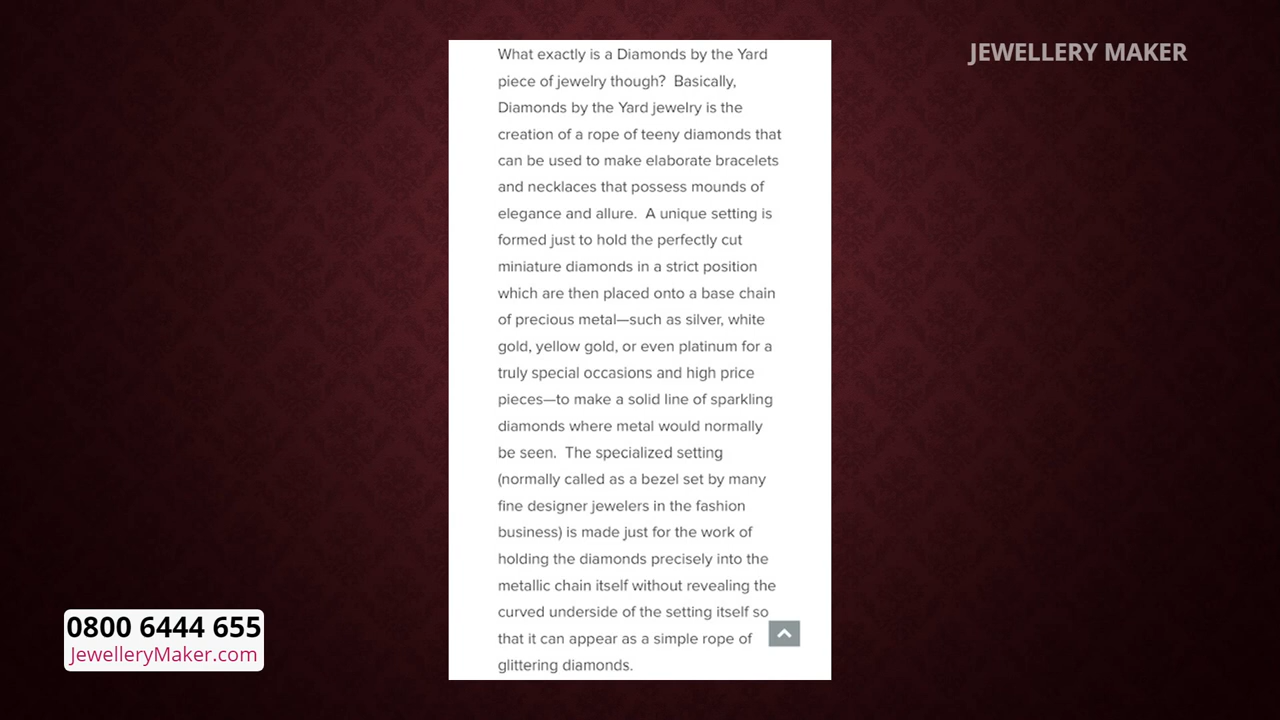 JEWELLERY MAKER
What exactly is a Diamonds by the Yard
piece of jewelry though?  Basically,
Diamonds by the Yard jewelry is the
creation of a rope of teeny diamonds that
can be used to make elaborate bracelets
and necklaces that possess mounds of
elegance and allure.  A unique setting is
formed just to hold the perfectly cut
miniature diamonds in a strict position
which are then placed onto a base chain
of precious metal—such as silver, white
gold, yellow gold, or even platinum for a
truly special occasions and high price
pieces—to make a solid line of sparkling
diamonds where metal would normally
be seen.  The specialized setting
(normally called as a bezel set by many
fine designer jewelers in the fashion
business) is made just for the work of
holding the diamonds precisely into the
metallic chain itself without revealing the
curved underside of the setting itself so
that it can appear as a simple rope of
glittering diamonds.
0800 6444 655
JewelleryMaker.com